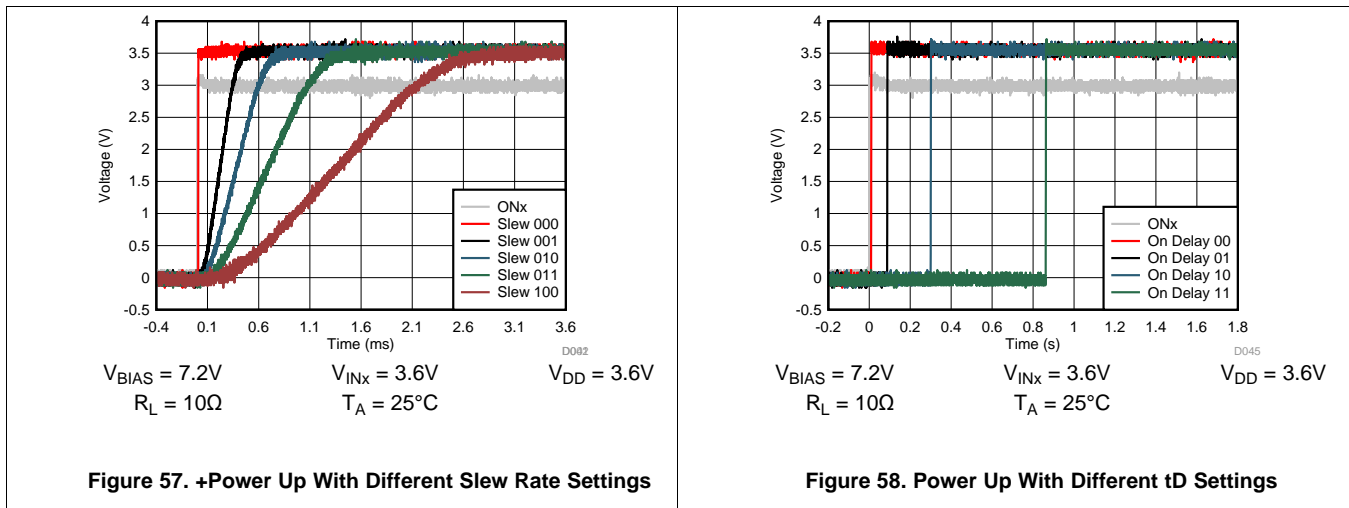 4
3.5
3
2.5
2
1.5
1
0.5
0
-0.5
Voltage (V)
ONx
Slew 000
Slew 001
Slew 010
Slew 011
Slew 100
-0.4 0.1 0.6 1.1 1.6 2.1 2.6 3.1 3.6
Time (ms)
VBIAS = 7.2V VINx = 3.6V VDD = 3.6V
RL = 10Ω TA = 25°C
Figure 57. +Power Up With Different Slew Rate Settings
4
3.5
3
2.5
2
1.5
1
0.5
0
-0.5
Voltage (V)
ONx
On Delay 00
On Delay 01
On Delay 10
On Delay 11
-0.2 0 0.2 0.4 0.6 0.8 1 1.2 1.4 1.6 1.8
Time (s)
D045
VBIAS = 7.2V VINx = 3.6V VDD = 3.6V
RL = 10Ω TA = 25°C
Figure 58. Power Up With Different tD Settings